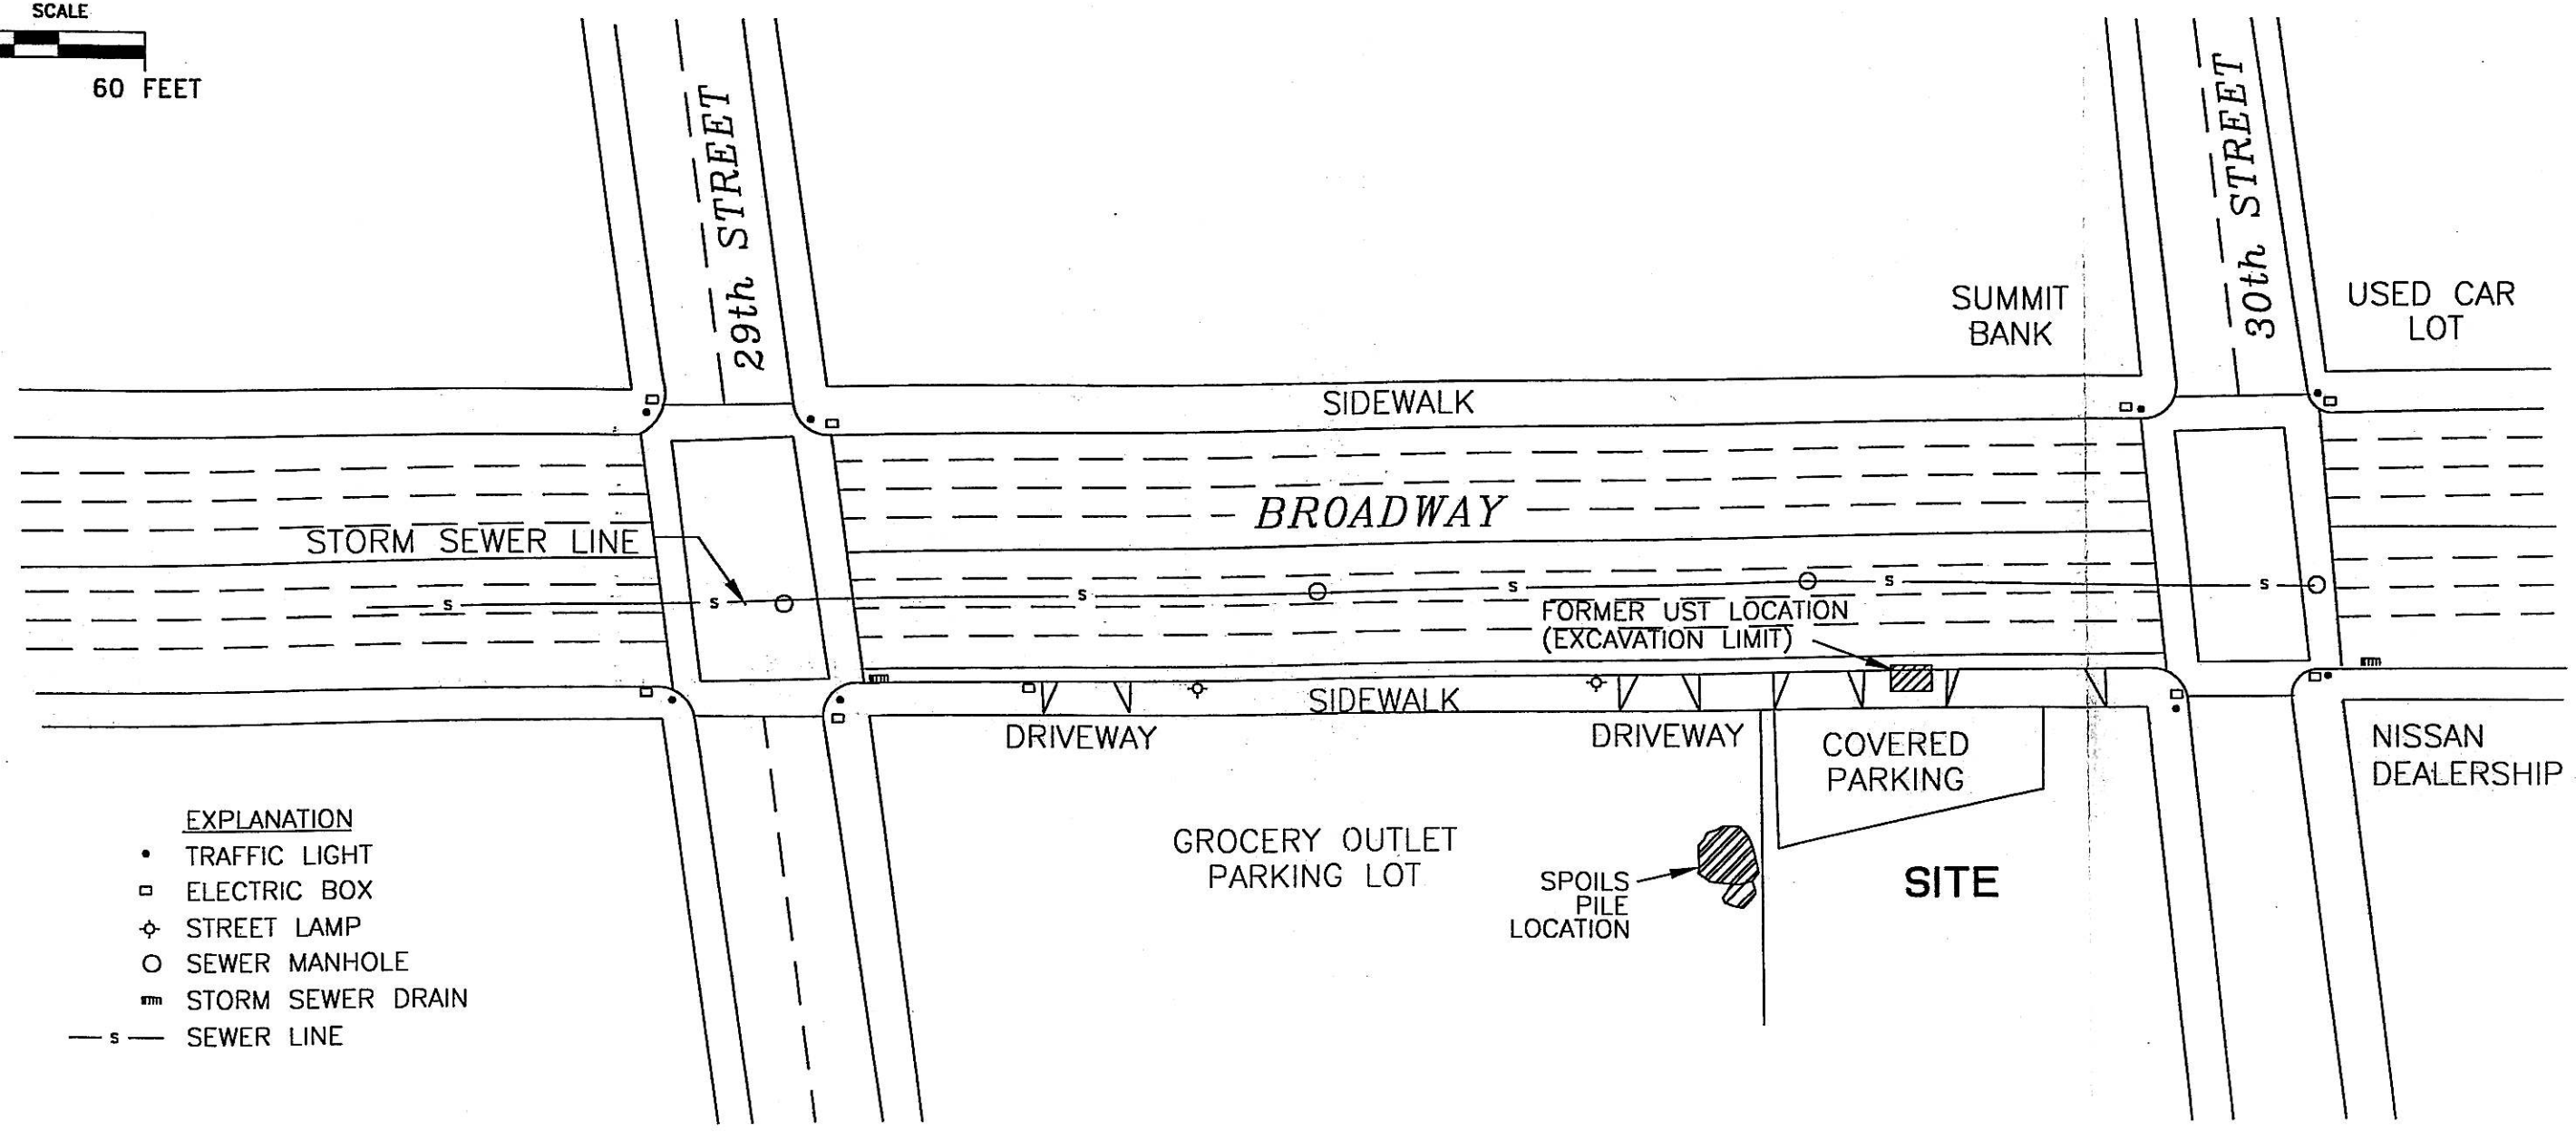 SCALE
60 FEET
29th STREET
30th STREET
SUMMIT
BANK
USED CAR
LOT
SIDEWALK
BROADWAY
STORM SEWER LINE
S
S
S
S
S
S
FORMER UST LOCATION
(EXCAVATION LIMIT)
SIDEWALK
DRIVEWAY
DRIVEWAY
COVERED
PARKING
NISSAN
DEALERSHIP
GROCERY OUTLET
PARKING LOT
SPOILS
PILE
LOCATION
SITE
EXPLANATION
TRAFFIC LIGHT
ELECTRIC BOX
STREET LAMP
SEWER MANHOLE
STORM SEWER DRAIN
S SEWER LINE